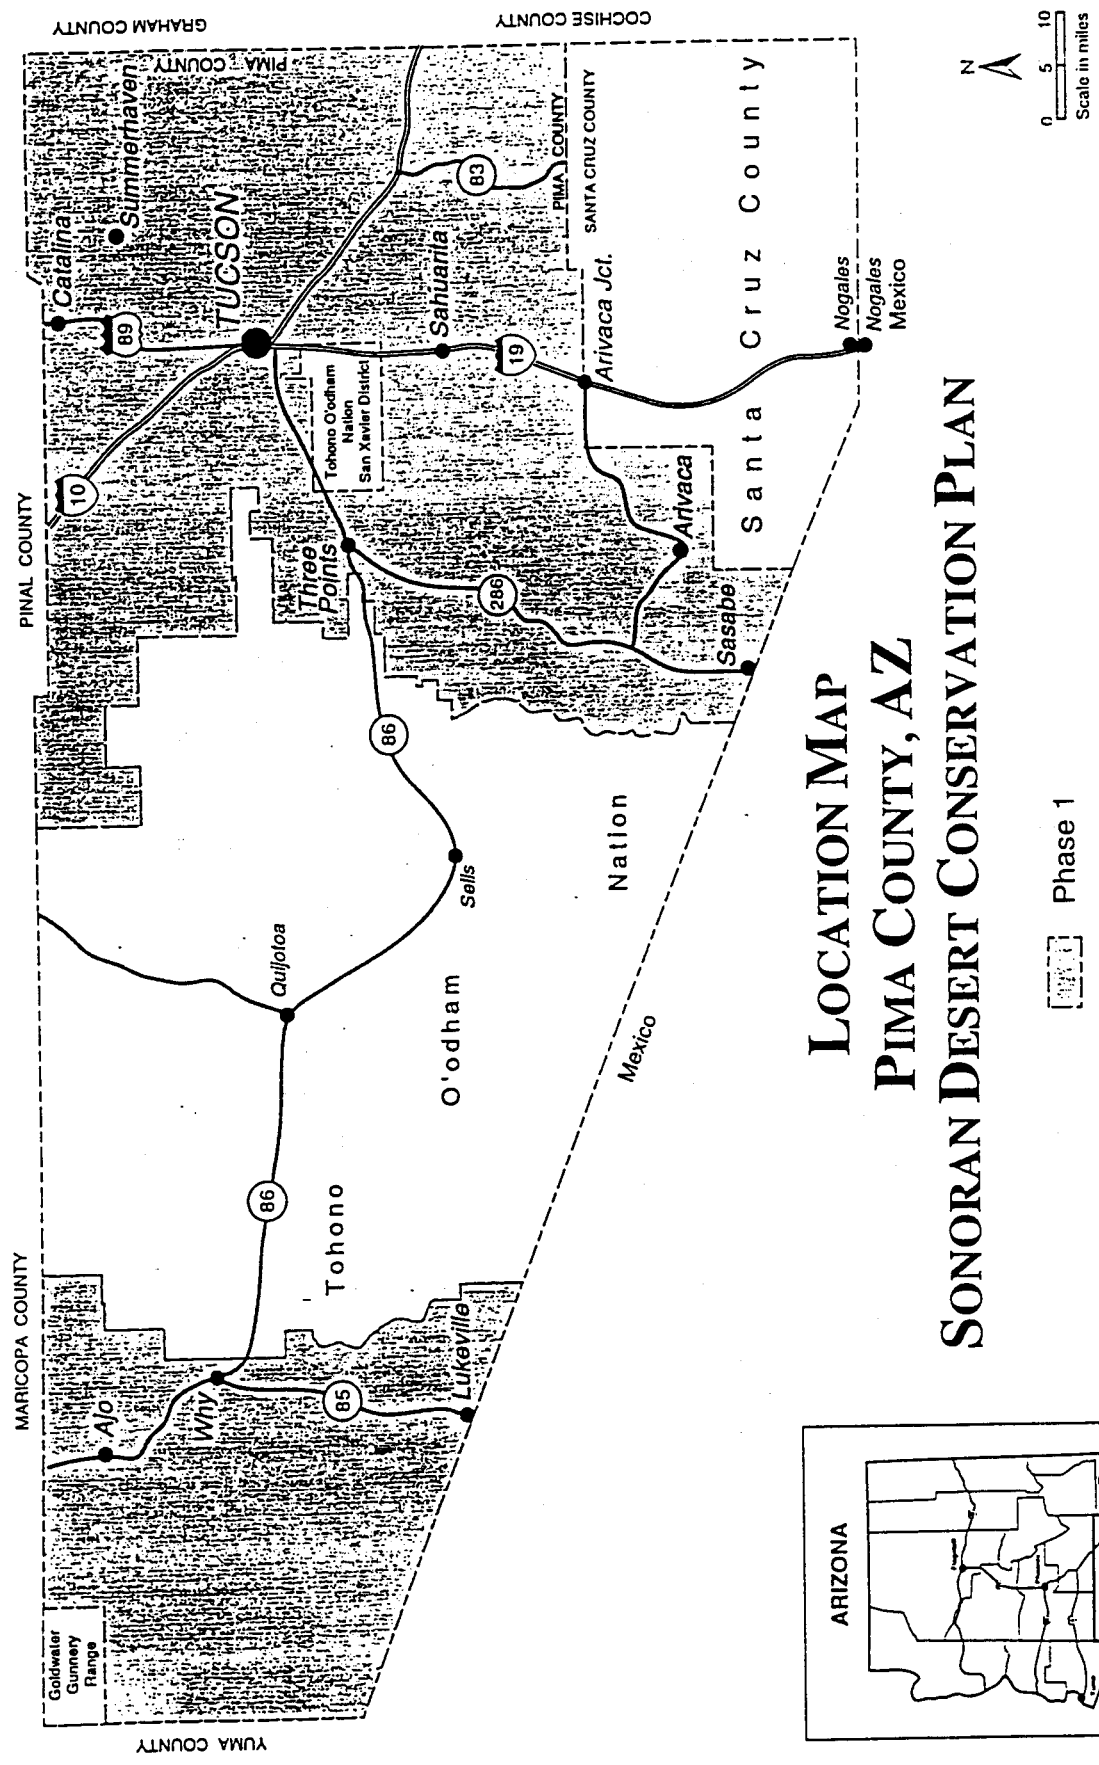 GRAHAM COUNTY
COCHISE COUNTY
PINAL COUNTY
MARICOPA COUNTY
YUMA COUNTY
PIMA COUNTY
Catalina
Summerhaven
89
TUCSON
10
Tohono O'odham
Nation
San Xavier District
Sahuarita
83
PIMA COUNTY
SANTA CRUZ COUNTY
19
Arivaca Jct.
Santa Cruz County
Nogales
Nogales
Mexico
Three
Points
286
Arivaca
Sasabe
86
Sells
Quijotoa
86
Tohono
O'odham
Nation
Mexico
Ajo
Why
85
Lukeville
Goldwater
Gunnery
Range
N
0 5 10
Scale in miles
LOCATION MAP
PIMA COUNTY, AZ
SONORAN DESERT CONSERVATION PLAN
Phase 1
ARIZONA